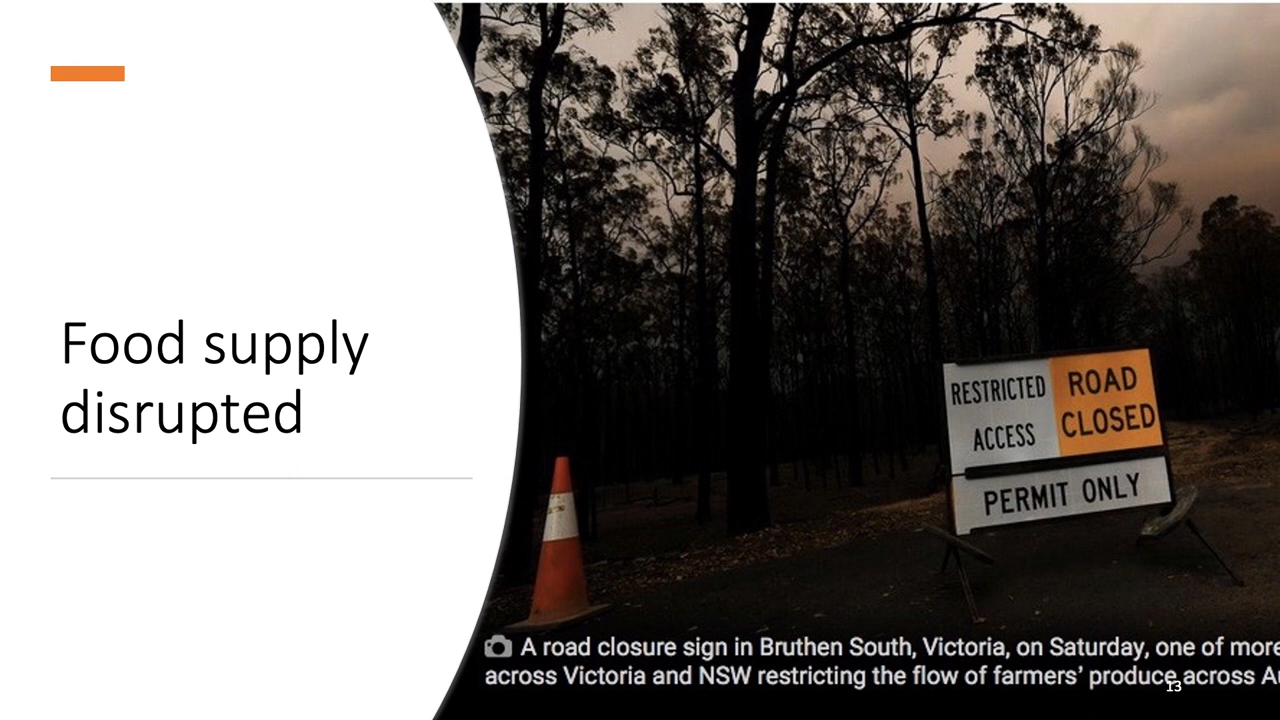 Food supply
disrupted
RESTRICTED
ACCESS
ROAD
CLOSED
PERMIT ONLY
A road closure sign in Bruthen South, Victoria, on Saturday, one of more
across Victoria and NSW restricting the flow of farmers’ produce across
13